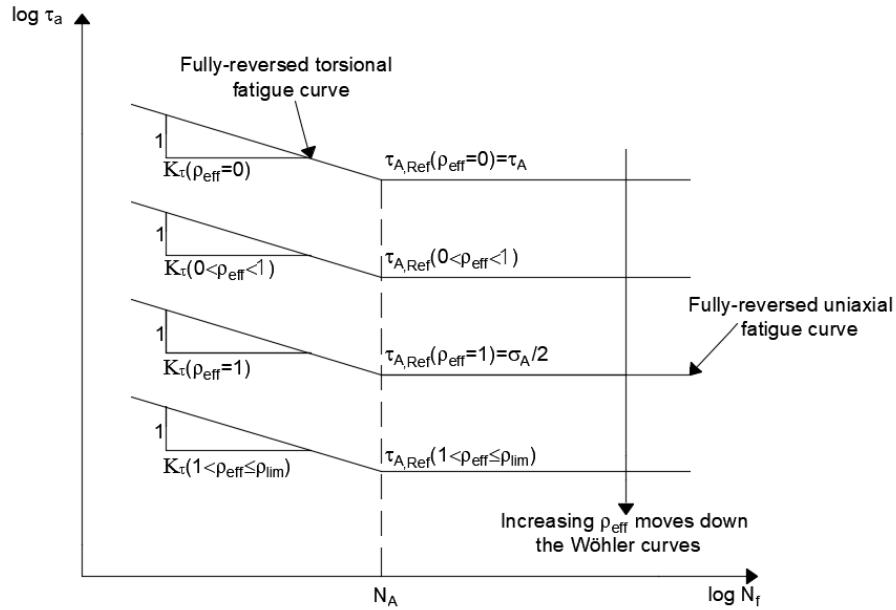 log τa
Fully-reversed torsional
fatigue curve
1
Kτ(ρeff=0)
τA,Ref(ρeff=0)=τA
1
Kτ(0<ρeff<1)
τA,Ref(0<ρeff<1)
Fully-reversed uniaxial
fatigue curve
1
Kτ(ρeff=1)
τA,Ref(ρeff=1)=σA/2
1
Kτ(1<ρeff≤ρlim)
τA,Ref(1<ρeff≤ρlim)
Increasing ρeff moves down
the Wöhler curves
NA
log Nf